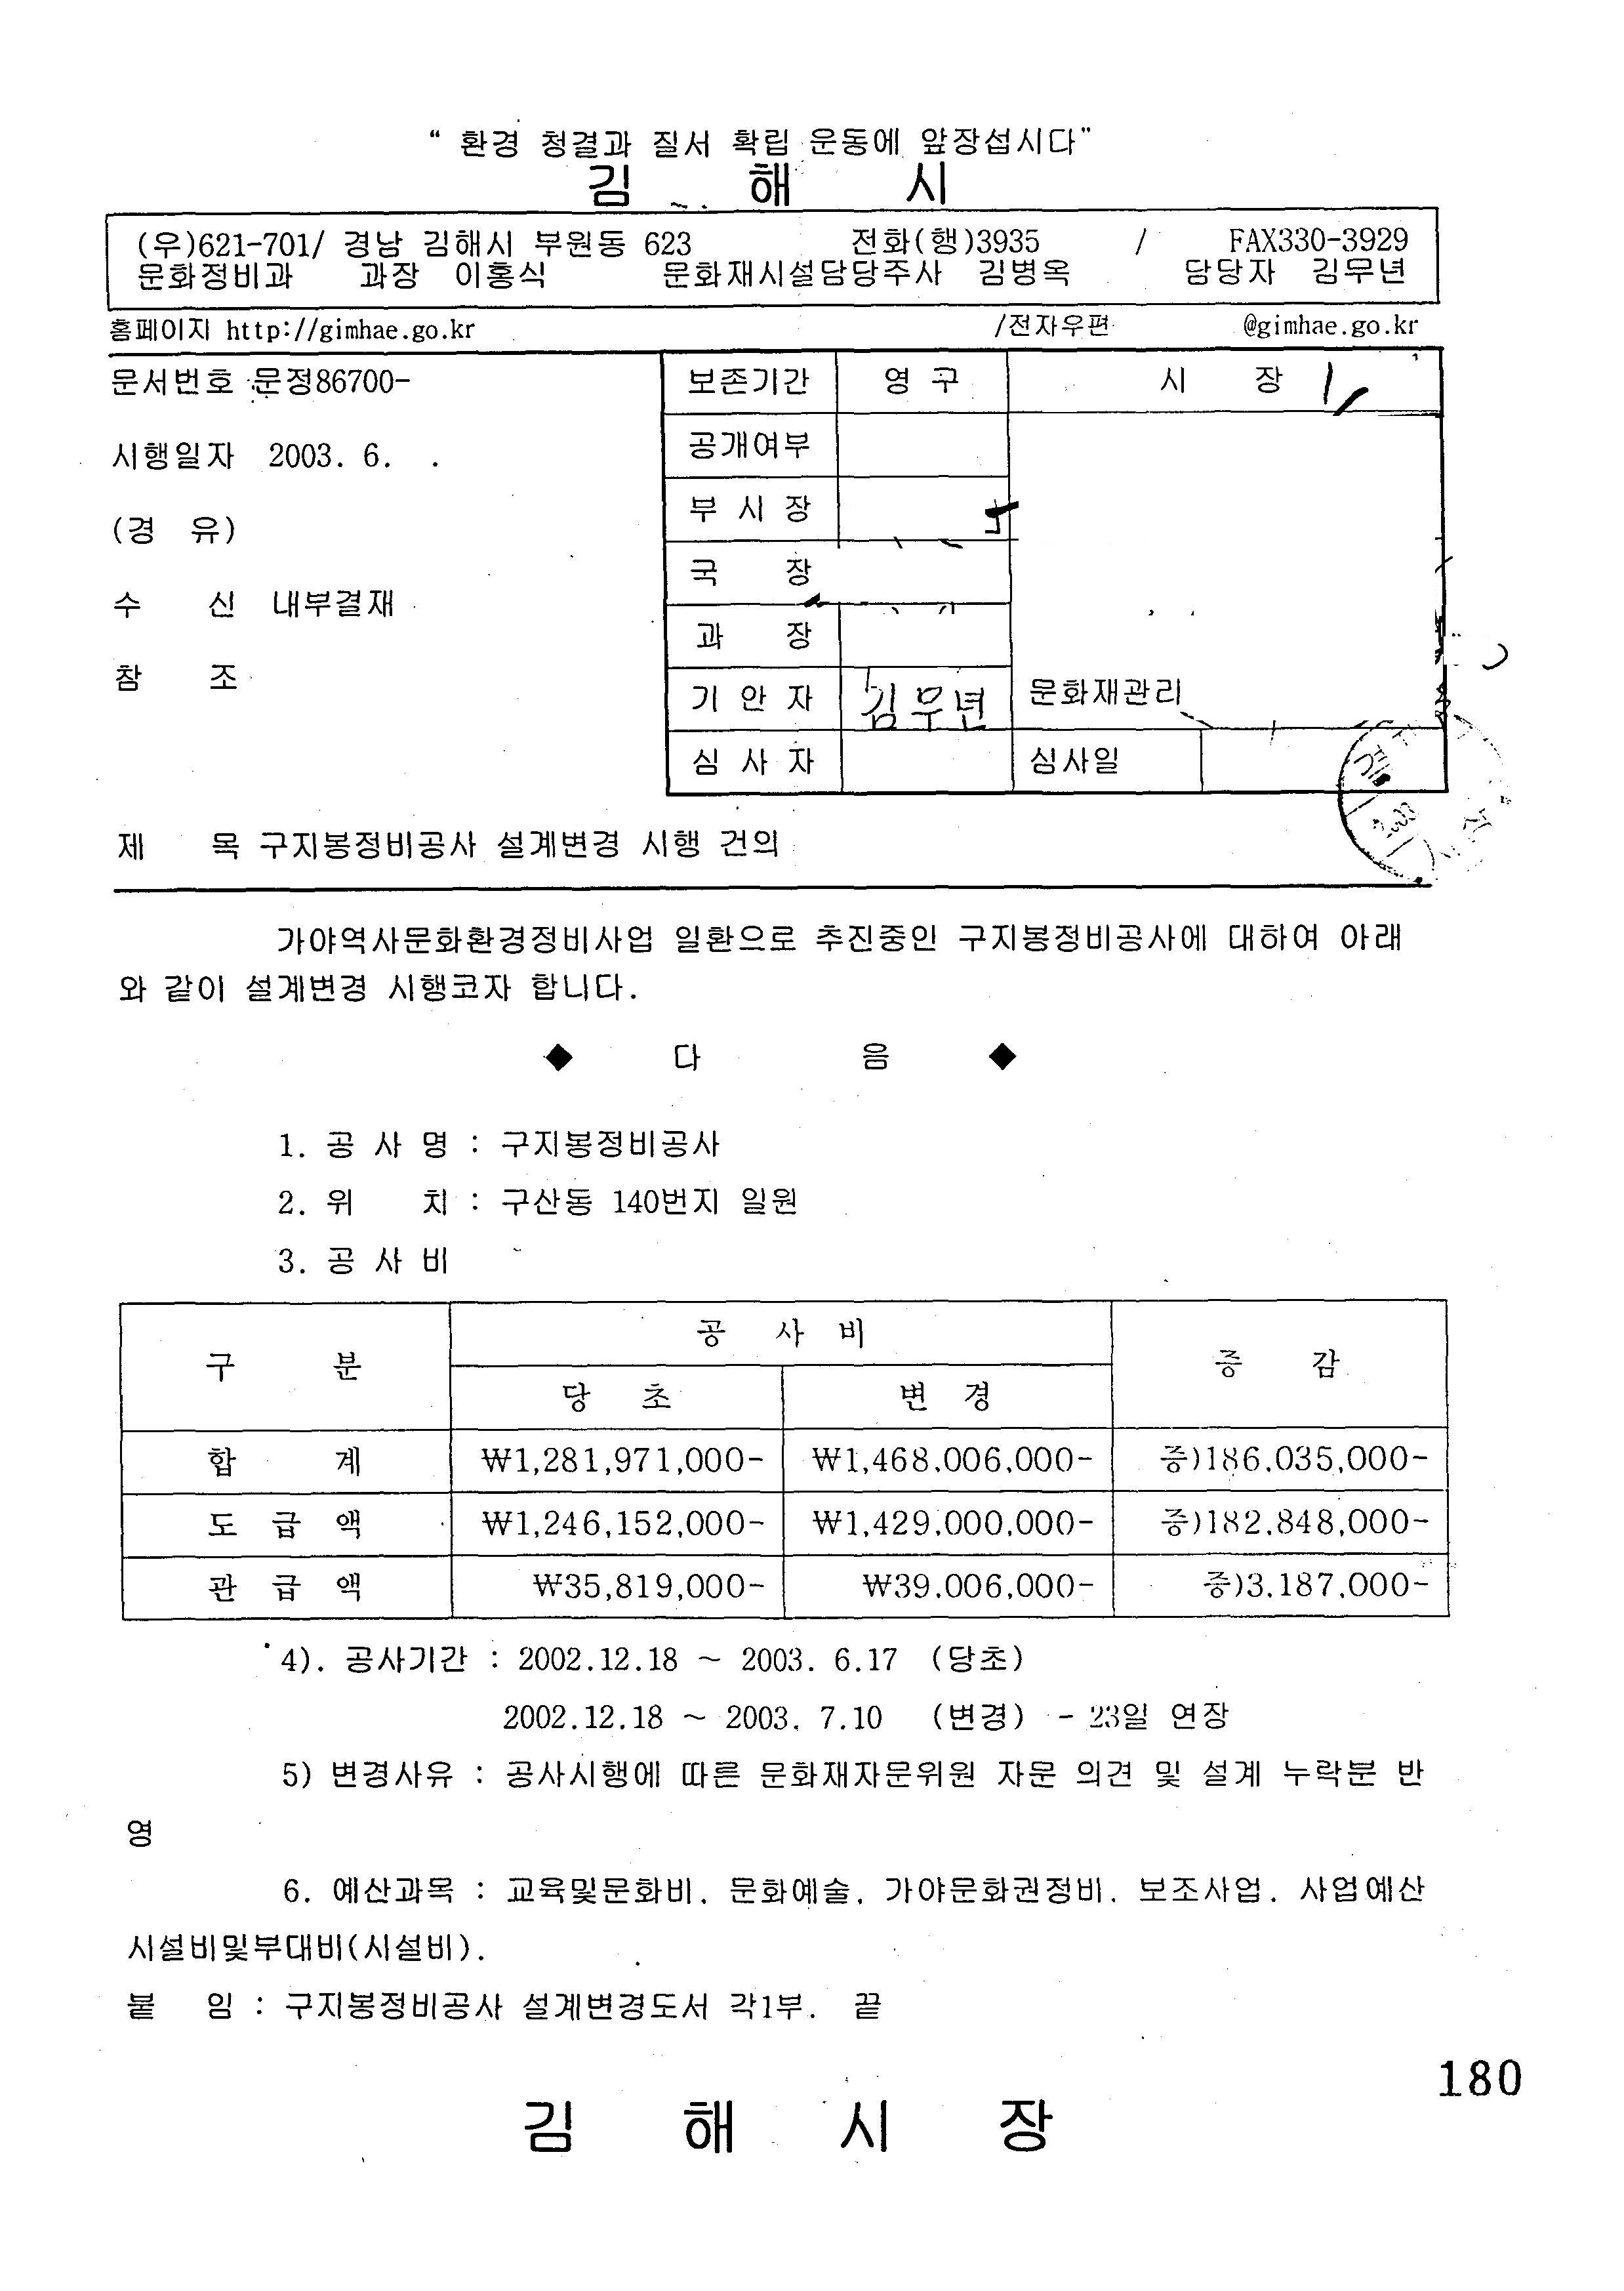 “ 환경 청결과 질서 확립 운동에 앞장섭시다”
김 해 시
(우)621-701/ 경남 김해시 부원동 623 전화(행)3935 / FAX330-3929
문화정비과 과장 이홍식 문화재시설담당주사 김병옥 담당자 김무년
홈페이지 http://gimhae.go.kr /전자우편 @gimhae.go.kr
문서번호 문정86700- 보존기간 영 구 시 장
시행일자 2003. 6. . 공개여부
(경 유) 부 시 장
국 장
수 신 내부결재
과 장
참 조
기 안 자 김무년 문화재관리
심 사 자 심사일
제 목 구지봉정비공사 설계변경 시행 건의
가야역사문화환경정비사업 일환으로 추진중인 구지봉정비공사에 대하여 아래
와 같이 설계변경 시행코자 합니다.
◆ 다 음 ◆
1. 공 사 명 : 구지봉정비공사
2. 위 치 : 구산동 140번지 일원
3. 공 사 비
구 분 공 사 비 증 감
당 초 변 경
합 계 ₩1,281,971,000- ₩1,468,006,000- 증)186,035,000-
도 급 액 ₩1,246,152,000- ₩1,429,000,000- 증)182,848,000-
관 급 액 ₩35,819,000- ₩39,006,000- 증)3,187,000-
4). 공사기간 : 2002.12.18 ~ 2003. 6.17 (당초)
2002.12.18 ~ 2003. 7.10 (변경) - 23일 연장
5) 변경사유 : 공사시행에 따른 문화재자문위원 자문 의견 및 설계 누락분 반
영
6. 예산과목 : 교육및문화비, 문화예술, 가야문화권정비, 보조사업, 사업예산
시설비및부대비(시설비).
붙 임 : 구지봉정비공사 설계변경도서 각1부. 끝
180
김 해 시 장